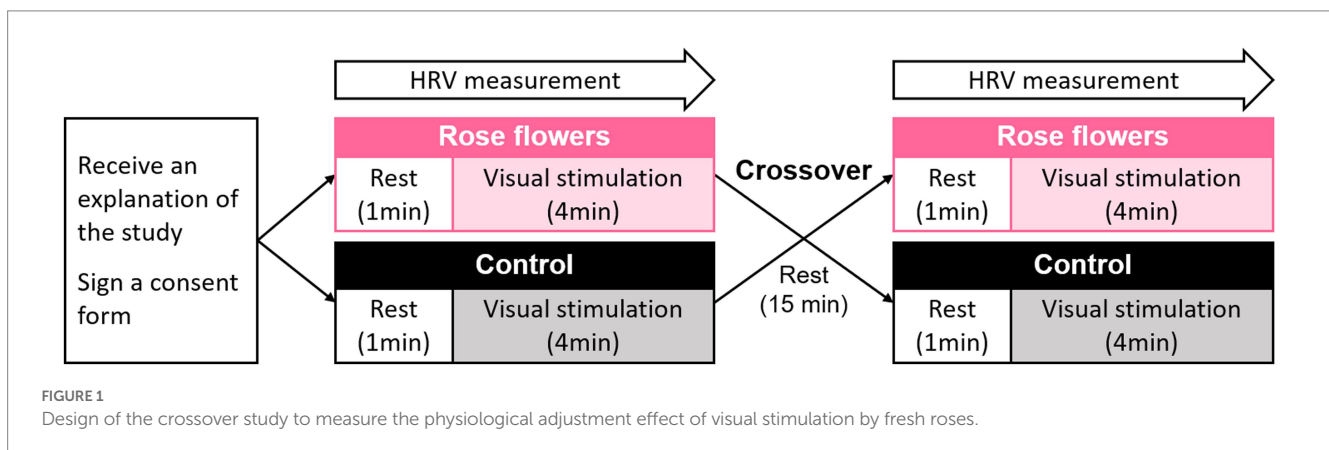 HRV measurement
HRV measurement
Receive an
explanation of
the study
Sign a consent
form
Rose flowers
Rest
(1min)
Visual stimulation
(4min)
Control
Rest
(1min)
Visual stimulation
(4min)
Crossover
Rest
(15 min)
Rose flowers
Rest
(1min)
Visual stimulation
(4min)
Control
Rest
(1min)
Visual stimulation
(4min)
FIGURE 1
Design of the crossover study to measure the physiological adjustment effect of visual stimulation by fresh roses.